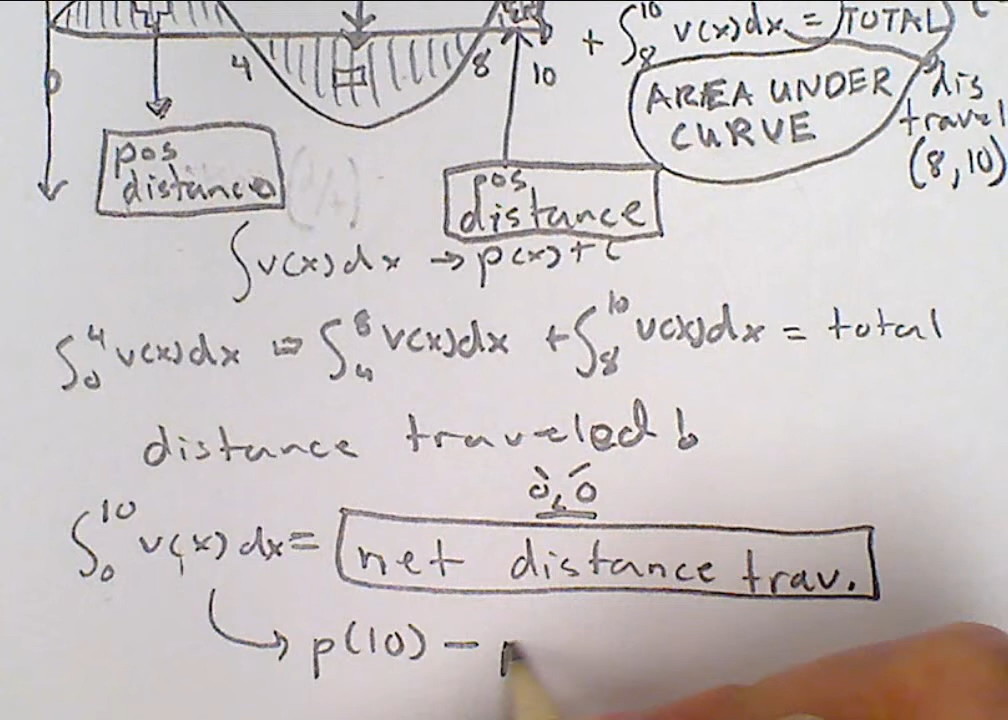 4 8 10
+ ∫₈¹⁰ v(x)dx = TOTAL
AREA UNDER
CURVE
dis
travel
(8,10)
pos
distance
pos
distance
∫v(x)dx → p(x)+C
∫₀⁴ v(x)dx = ∫₄⁸ v(x)dx + ∫₈¹⁰ v(x)dx = total
distance traveled
∫₀¹⁰ v(x)dx = net distance trav.
p(10) – p